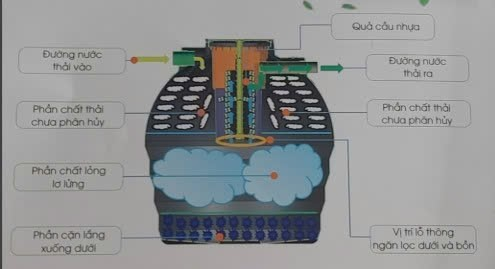 Quả cầu nhựa
Đường nước
thải vào
Đường nước
thải ra
Phần chất thải
chưa phân hủy
Phần chất thải
chưa phân hủy
Phần chất lỏng
lơ lửng
Phần cặn lắng
xuống dưới
Vị trí lỗ thông
ngăn lọc dưới và bồn